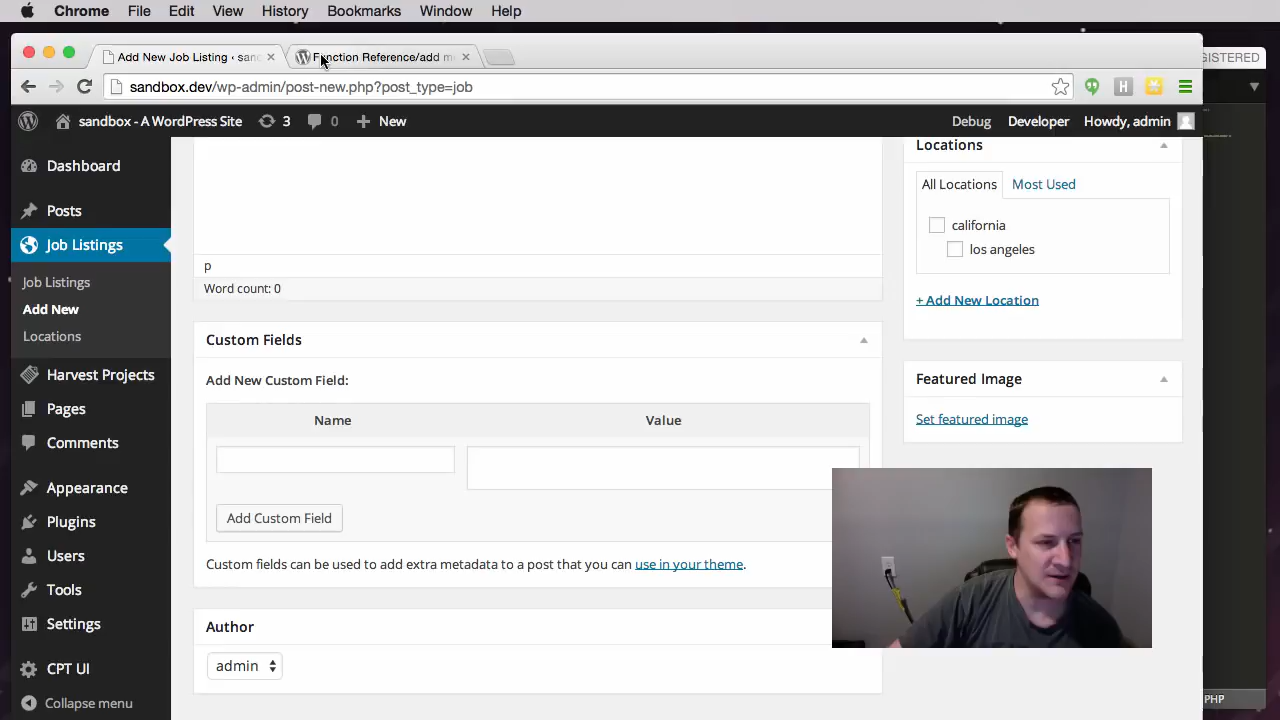 Chrome File Edit View History Bookmarks Window Help
Add New Job Listing ‹ san
Function Reference/add m
ISTERED
sandbox.dev/wp-admin/post-new.php?post_type=job
H
sandbox - A WordPress Site 3 0 New Debug Developer Howdy, admin
Dashboard
Posts
Job Listings
Job Listings
Add New
Locations
Harvest Projects
Pages
Comments
Appearance
Plugins
Users
Tools
Settings
CPT UI
Collapse menu
p
Word count: 0
Custom Fields
Add New Custom Field:
Name Value
Add Custom Field
Custom fields can be used to add extra metadata to a post that you can use in your theme.
Author
admin
Locations
All Locations Most Used
california
los angeles
+ Add New Location
Featured Image
Set featured image
PHP